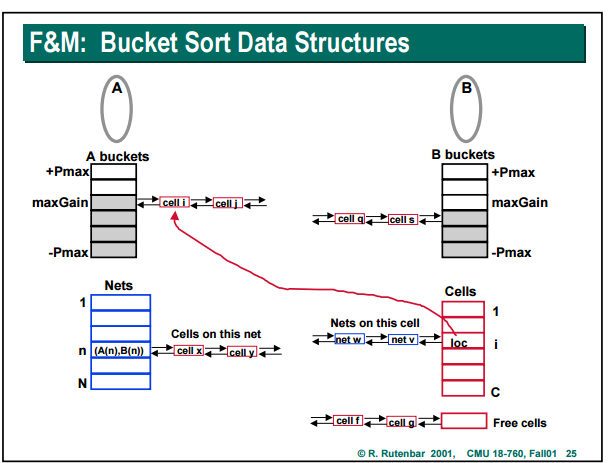 F&M: Bucket Sort Data Structures
A
B
A buckets
B buckets
+Pmax
+Pmax
maxGain
cell i
cell j
maxGain
cell q
cell s
-Pmax
-Pmax
Nets
Cells
1
1
Cells on this net
Nets on this cell
n
(A(n),B(n))
cell x
cell y
net w
net v
loc
i
N
C
cell f
cell g
Free cells
© R. Rutenbar 2001, CMU 18-760, Fall01 25